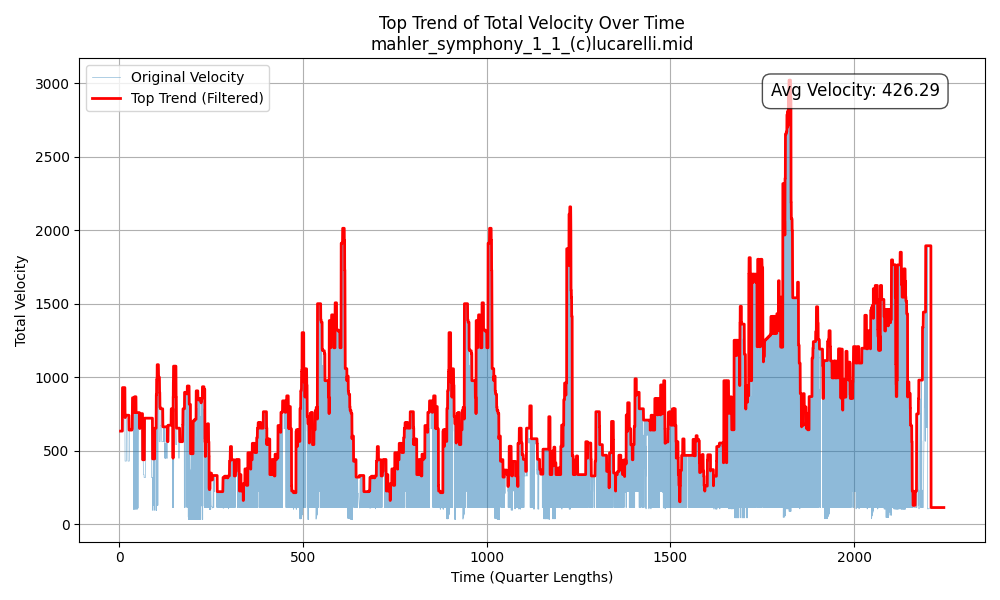 Top Trend of Total Velocity Over Time
mahler_symphony_1_1_(c)lucarelli.mid
Original Velocity
Top Trend (Filtered)
Avg Velocity: 426.29
Total Velocity
3000
2500
2000
1500
1000
500
0
0 500 1000 1500 2000
Time (Quarter Lengths)